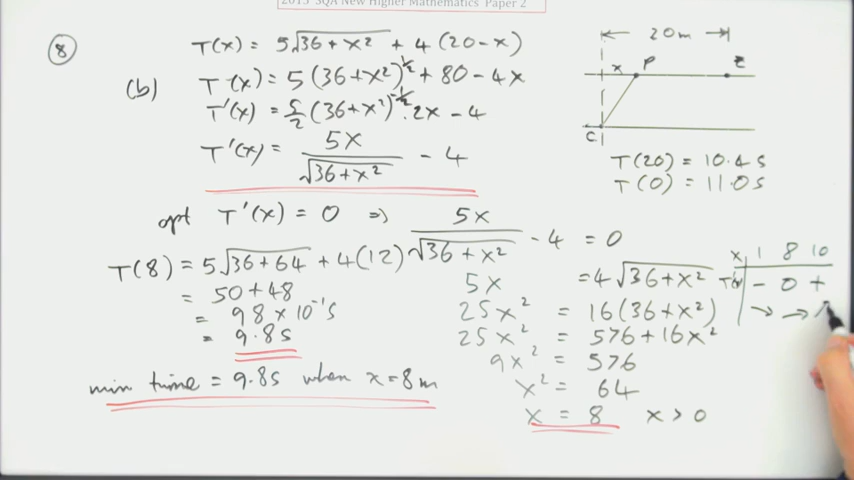 2015 SQA New Higher Mathematics Paper 2
8
T(x) = 5√36+x² + 4(20-x)
(b) T(x) = 5(36+x²)^½ + 80 - 4x
T'(x) = 5/2 (36+x²)^-½ . 2x - 4
T'(x) = 5x/√36+x² - 4
opt T'(x) = 0 => 5x/√36+x² - 4 = 0
T(8) = 5√36+64 + 4(12)
= 50+48
= 98 × 10⁻¹s
= 9.8s
min time = 9.8s when x=8m
5x = 4√36+x²
25x² = 16(36+x²)
25x² = 576+16x²
9x² = 576
x² = 64
x = 8 x > 0
20m
x P Z
C
T(20) = 10.4s
T(0) = 11.0s
x 1 8 10
T'(x) - 0 +